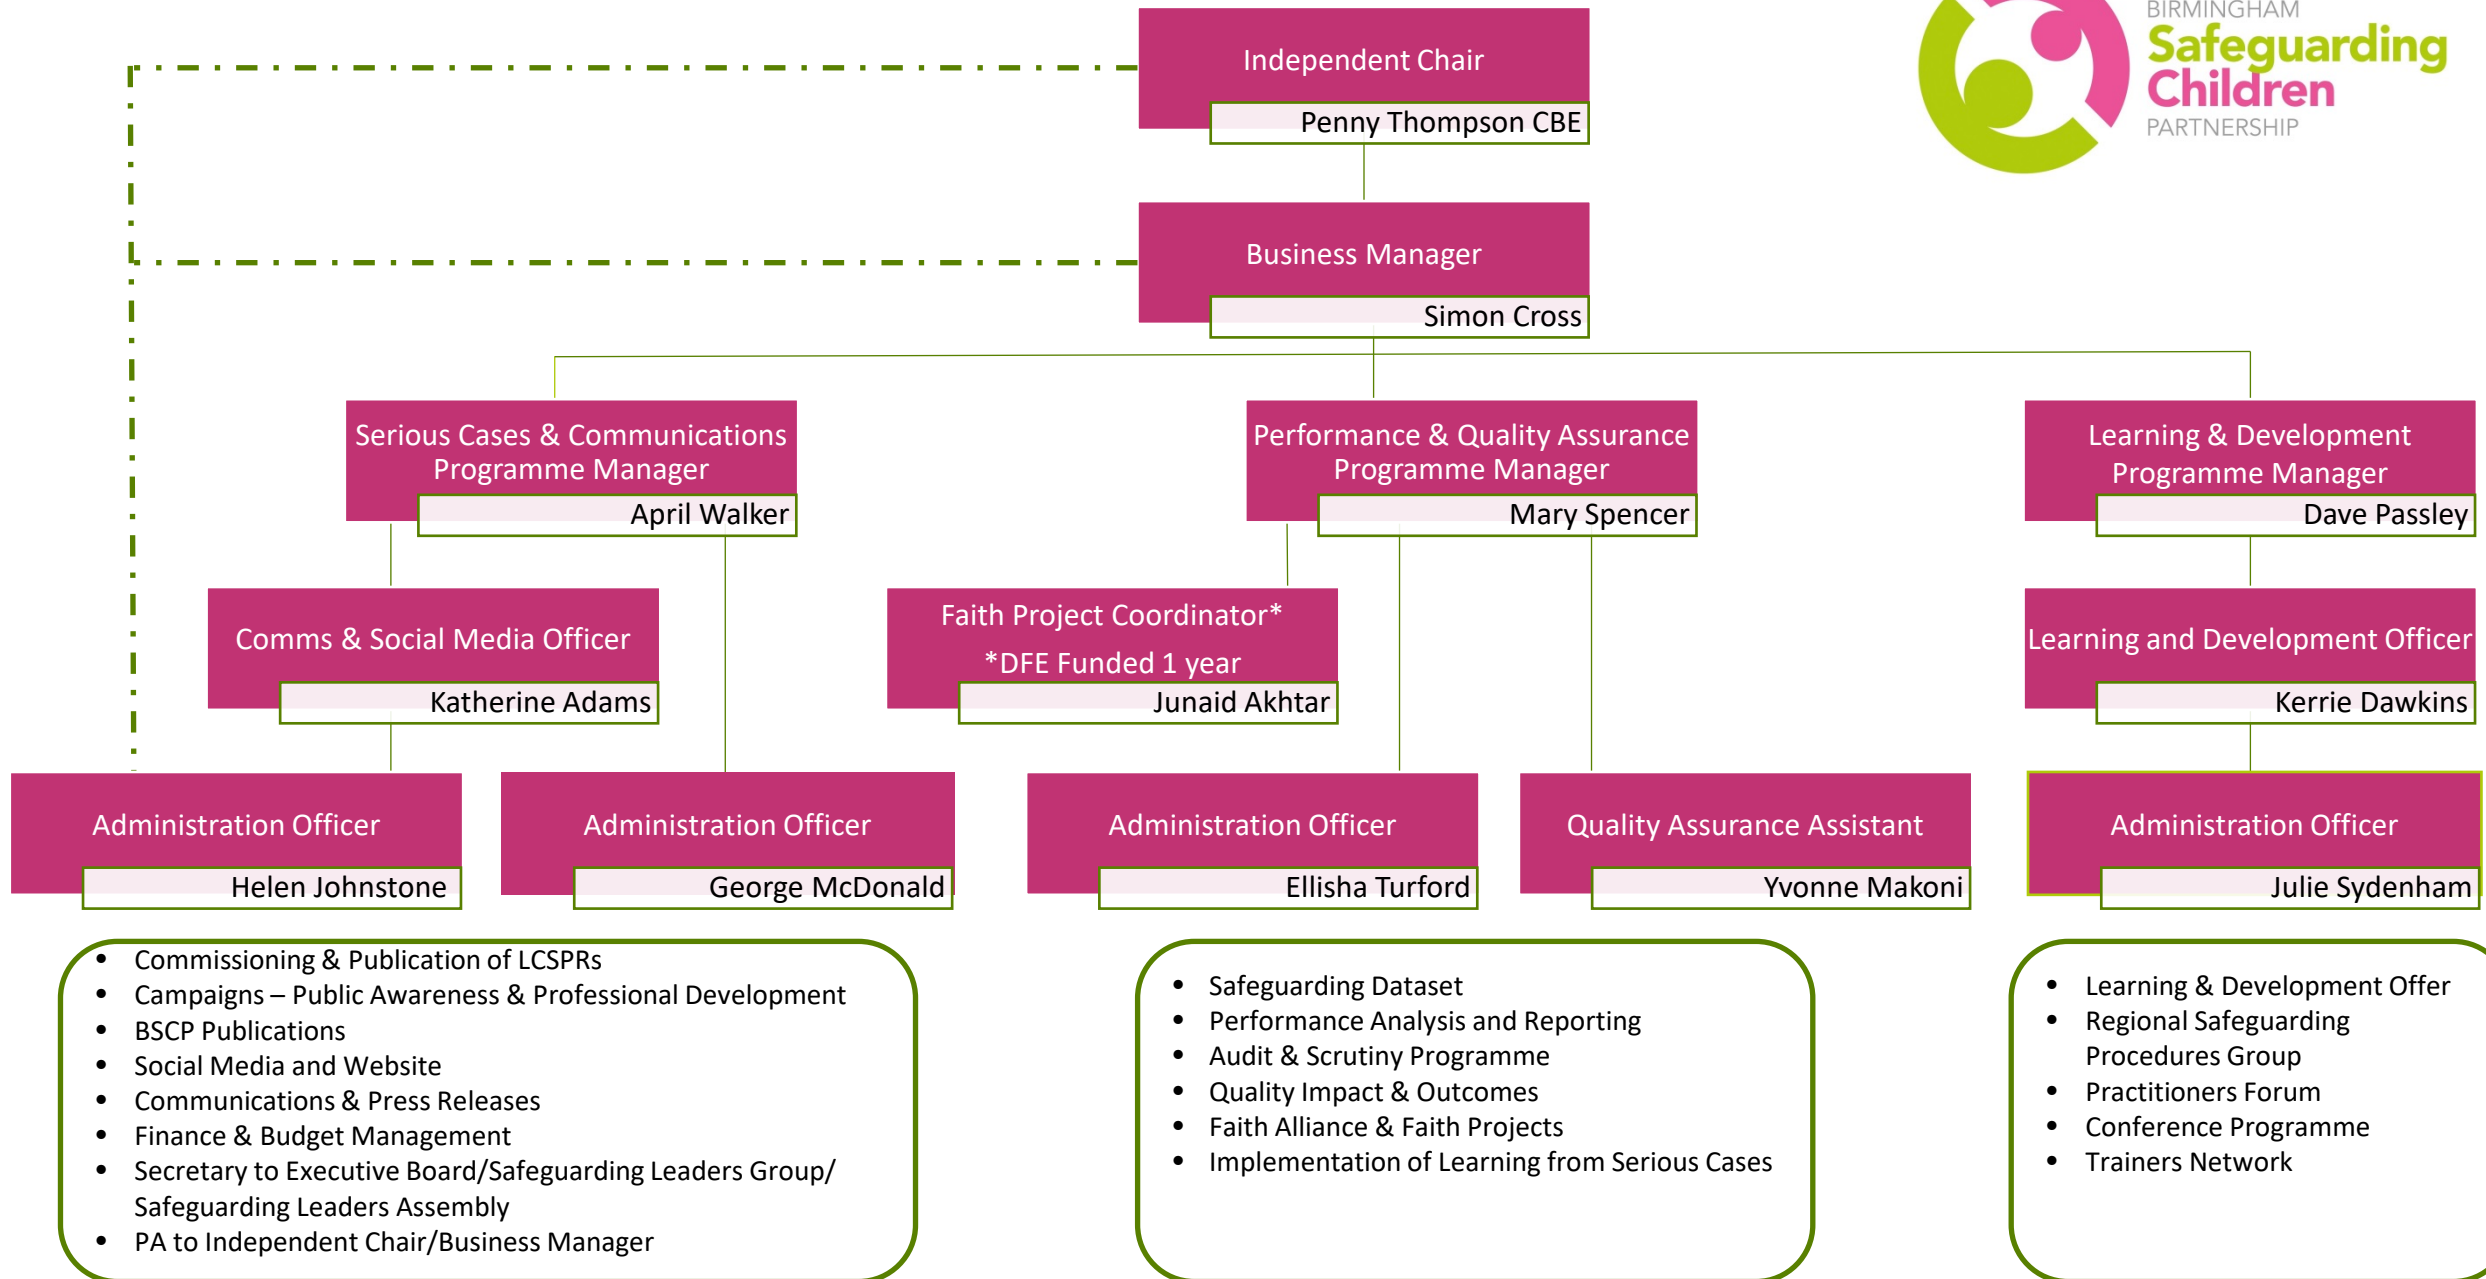 BIRMINGHAM
Safeguarding
Children
PARTNERSHIP
Independent Chair
Penny Thompson CBE
Business Manager
Simon Cross
Serious Cases & Communications
Programme Manager
April Walker
Performance & Quality Assurance
Programme Manager
Mary Spencer
Learning & Development
Programme Manager
Dave Passley
Comms & Social Media Officer
Katherine Adams
Faith Project Coordinator*
*DFE Funded 1 year
Junaid Akhtar
Learning and Development Officer
Kerrie Dawkins
Administration Officer
Helen Johnstone
Administration Officer
George McDonald
Administration Officer
Ellisha Turford
Quality Assurance Assistant
Yvonne Makoni
Administration Officer
Julie Sydenham
• Commissioning & Publication of LCSPRs
• Campaigns – Public Awareness & Professional Development
• BSCP Publications
• Social Media and Website
• Communications & Press Releases
• Finance & Budget Management
• Secretary to Executive Board/Safeguarding Leaders Group/
Safeguarding Leaders Assembly
• PA to Independent Chair/Business Manager
• Safeguarding Dataset
• Performance Analysis and Reporting
• Audit & Scrutiny Programme
• Quality Impact & Outcomes
• Faith Alliance & Faith Projects
• Implementation of Learning from Serious Cases
• Learning & Development Offer
• Regional Safeguarding
Procedures Group
• Practitioners Forum
• Conference Programme
• Trainers Network